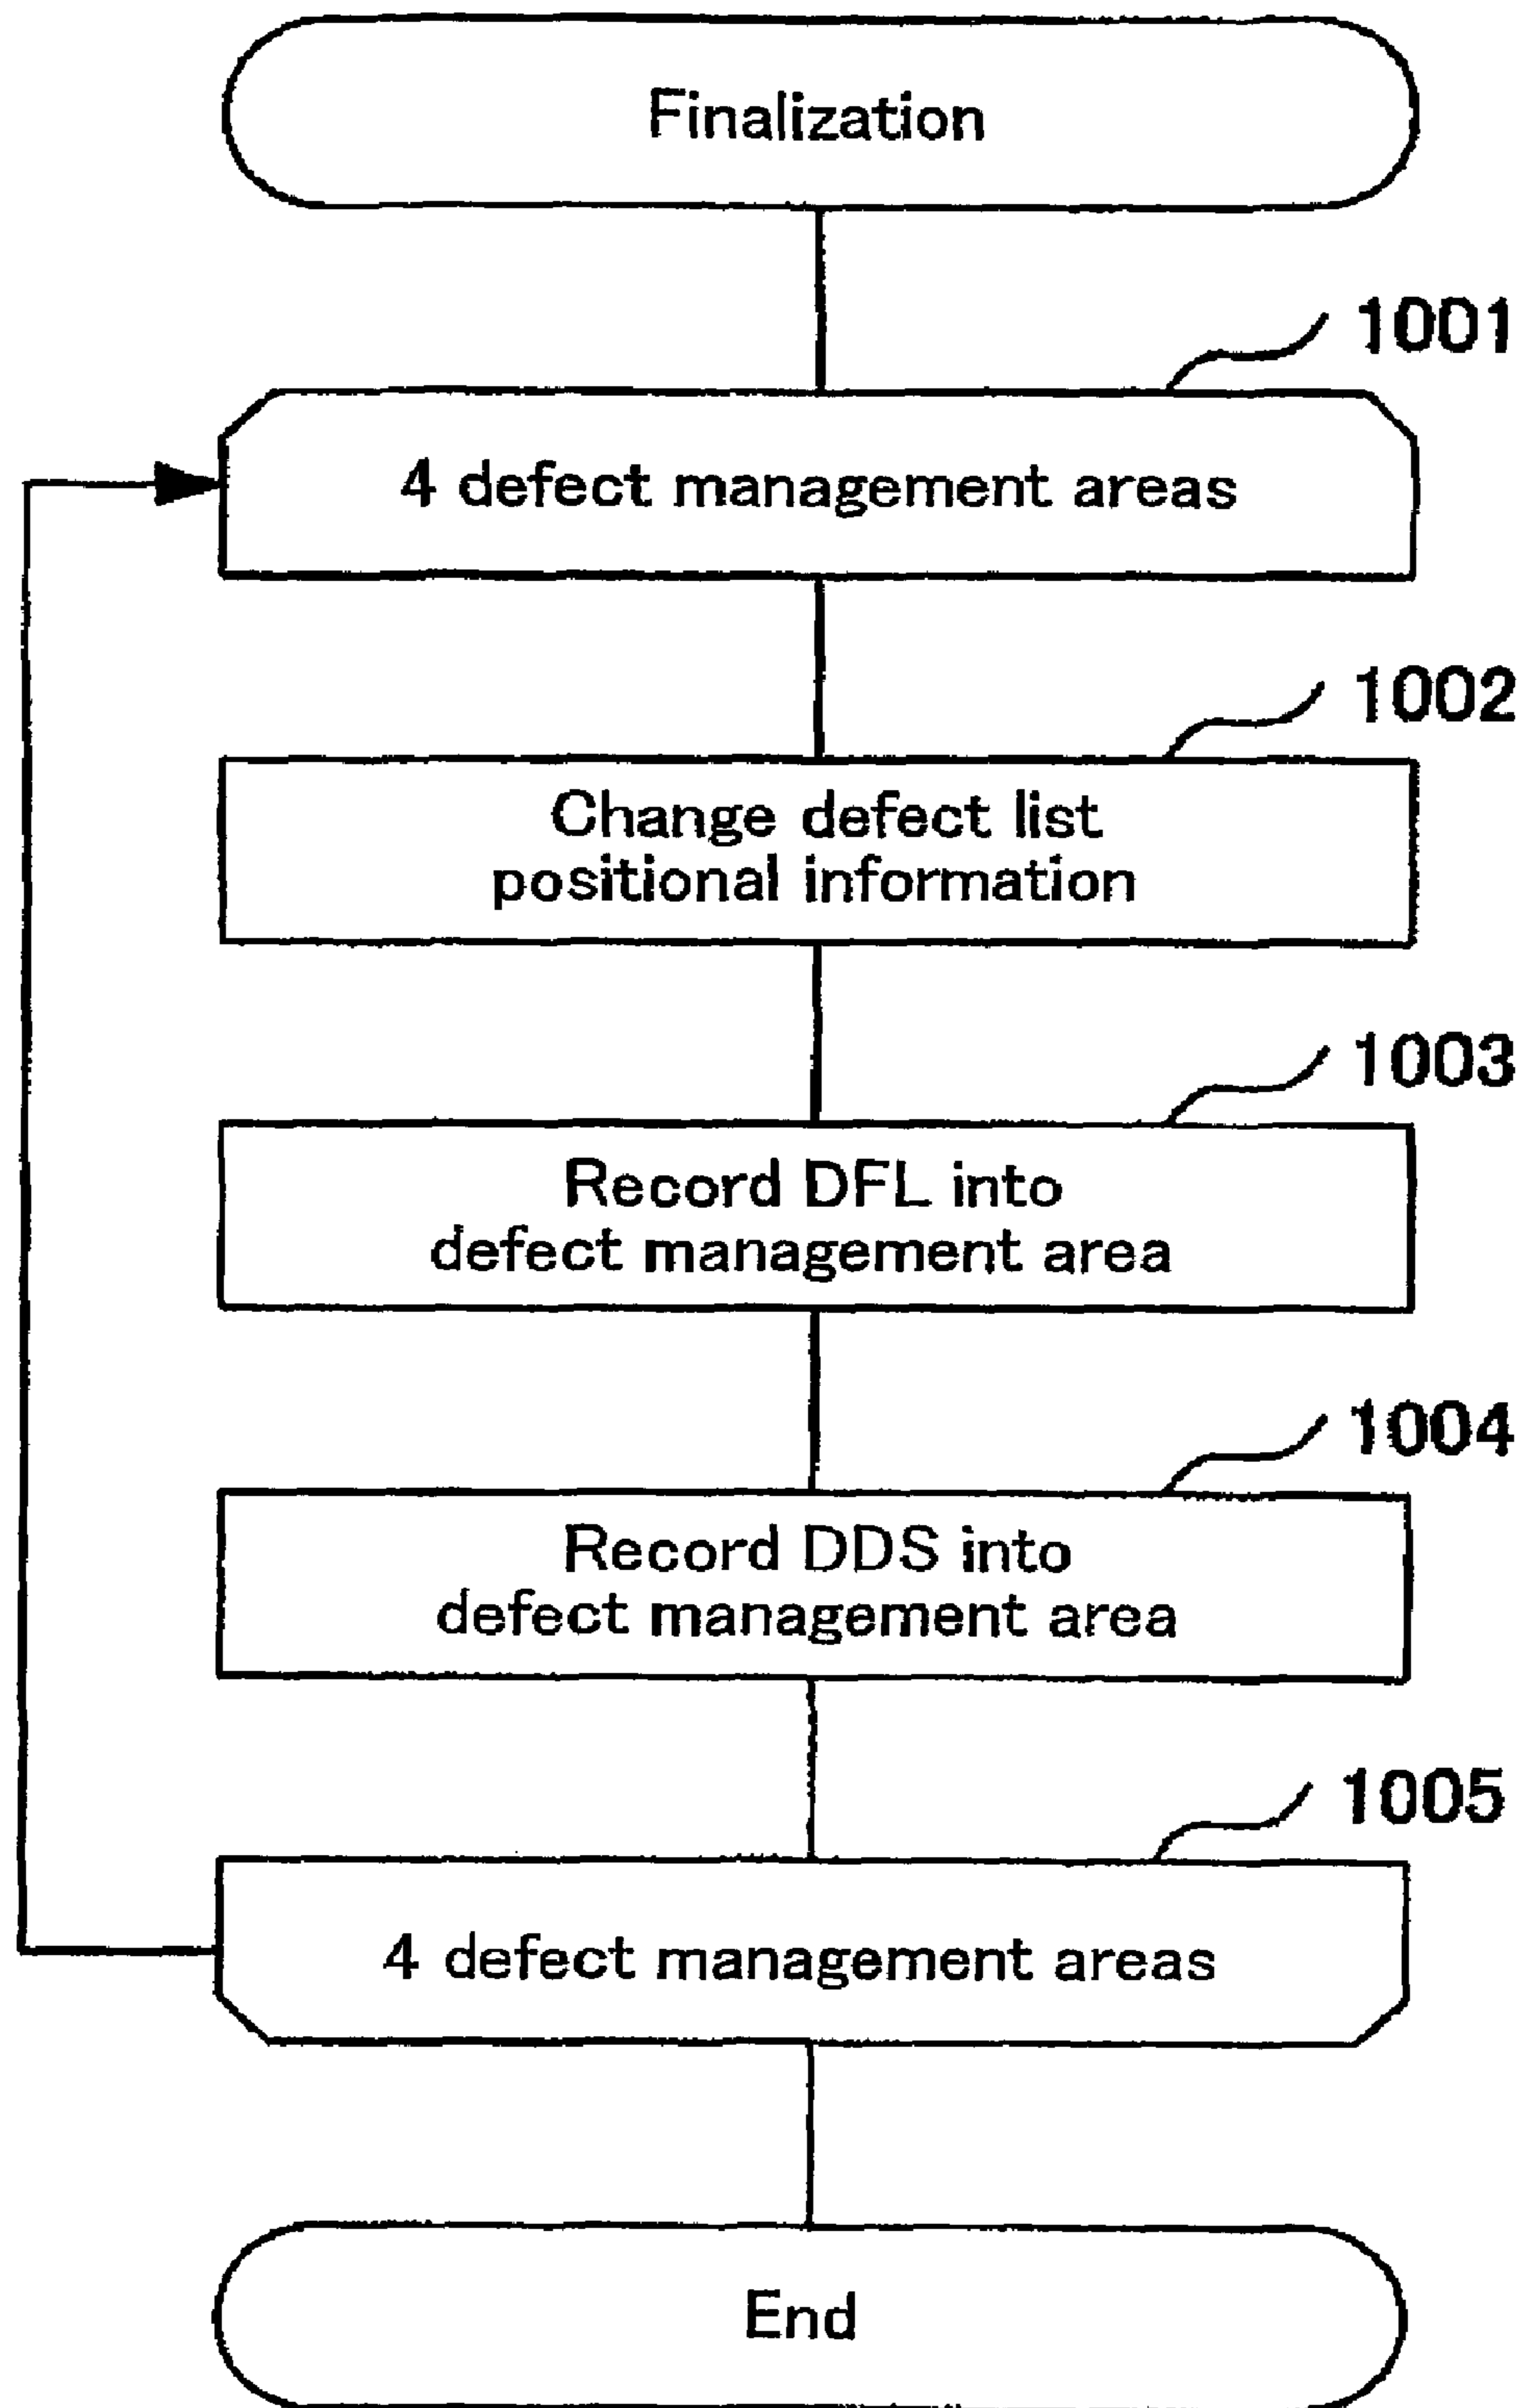 Finalization
1001
4 defect management areas
1002
Change defect list
positional information
1003
Record DFL into
defect management area
1004
Record DDS into
defect management area
1005
4 defect management areas
End